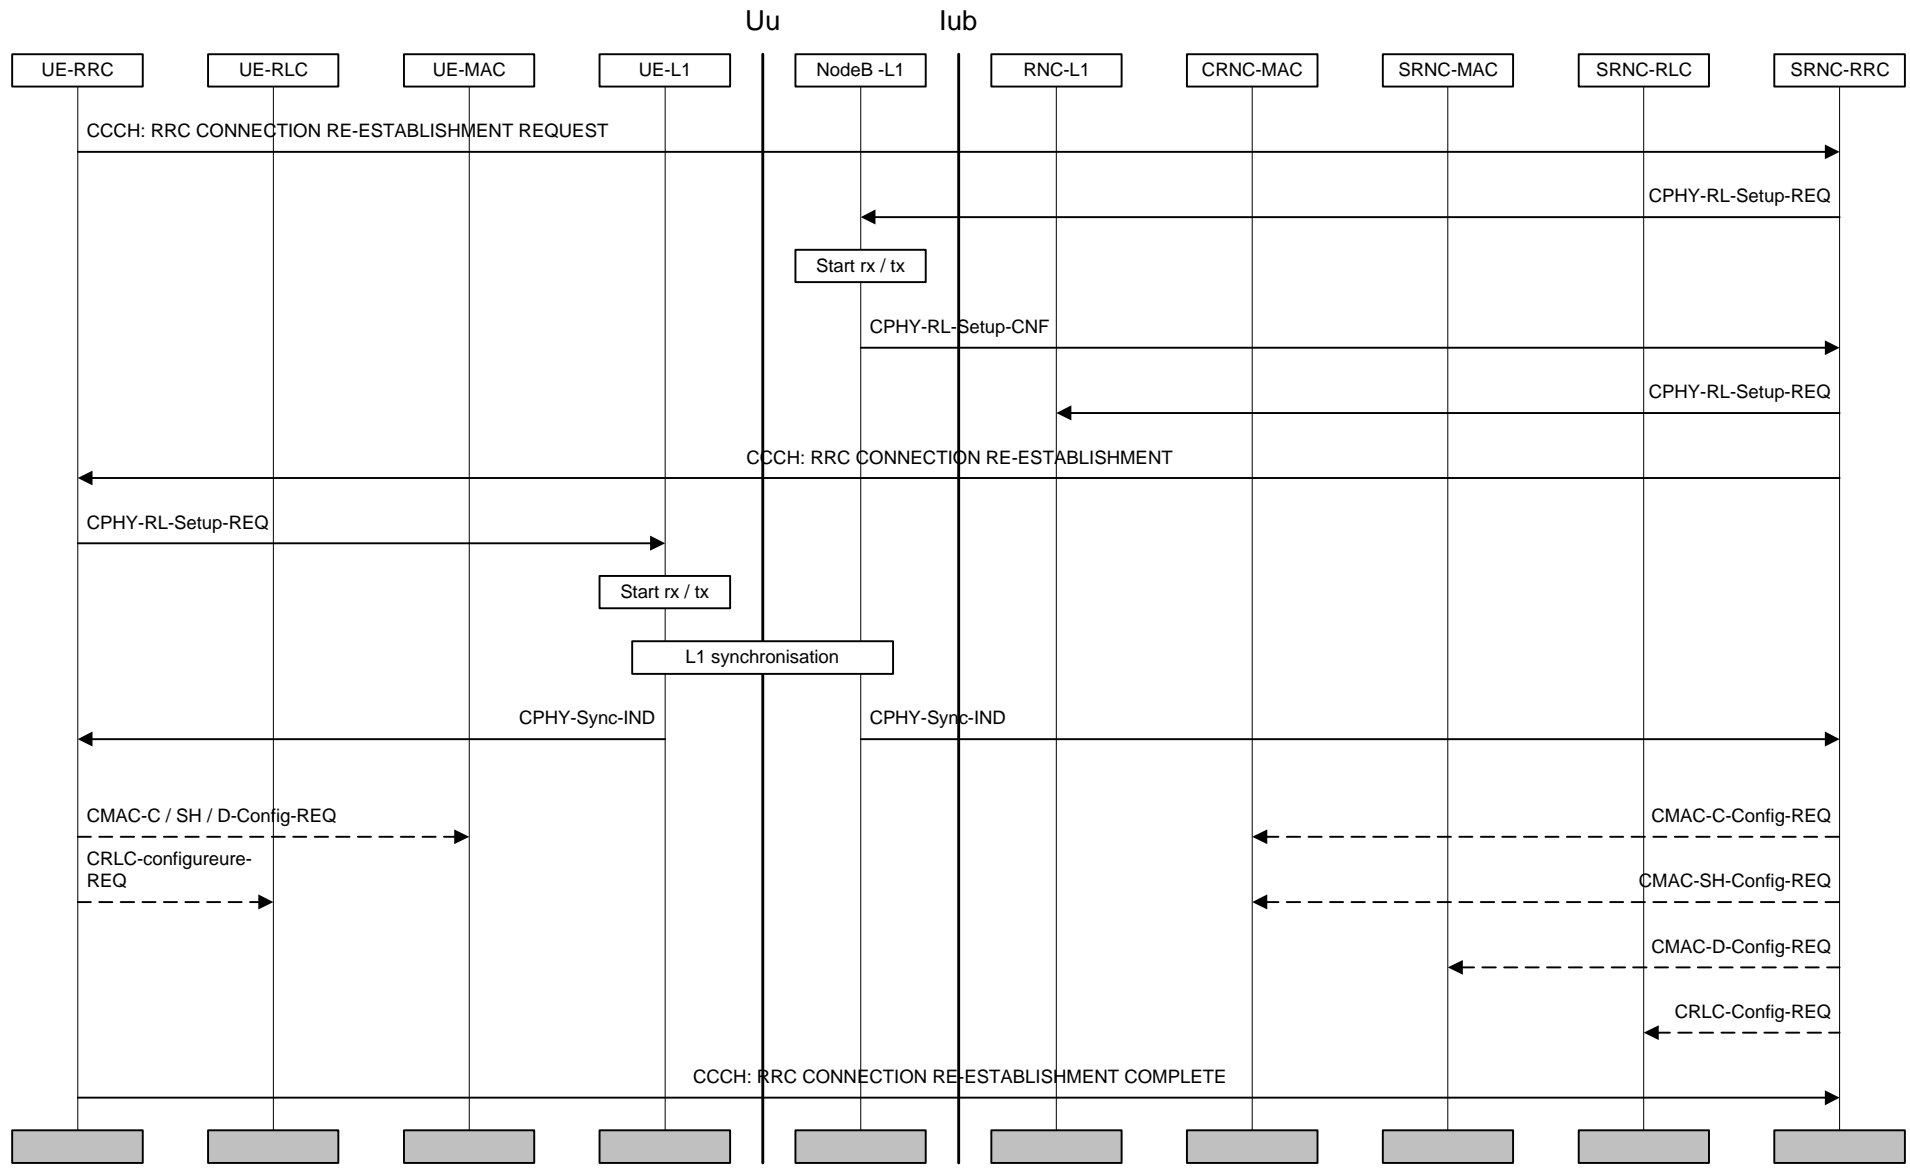 Uu
Iub
UE-RRC
UE-RLC
UE-MAC
UE-L1
NodeB -L1
RNC-L1
CRNC-MAC
SRNC-MAC
SRNC-RLC
SRNC-RRC
CCCH: RRC CONNECTION RE-ESTABLISHMENT REQUEST
CPHY-RL-Setup-REQ
Start rx / tx
CPHY-RL-Setup-CNF
CPHY-RL-Setup-REQ
CCCH: RRC CONNECTION RE-ESTABLISHMENT
CPHY-RL-Setup-REQ
Start rx / tx
L1 synchronisation
CPHY-Sync-IND
CPHY-Sync-IND
CMAC-C / SH / D-Config-REQ
CMAC-C-Config-REQ
CRLC-configureure-
REQ
CMAC-SH-Config-REQ
CMAC-D-Config-REQ
CRLC-Config-REQ
CCCH: RRC CONNECTION RE-ESTABLISHMENT COMPLETE